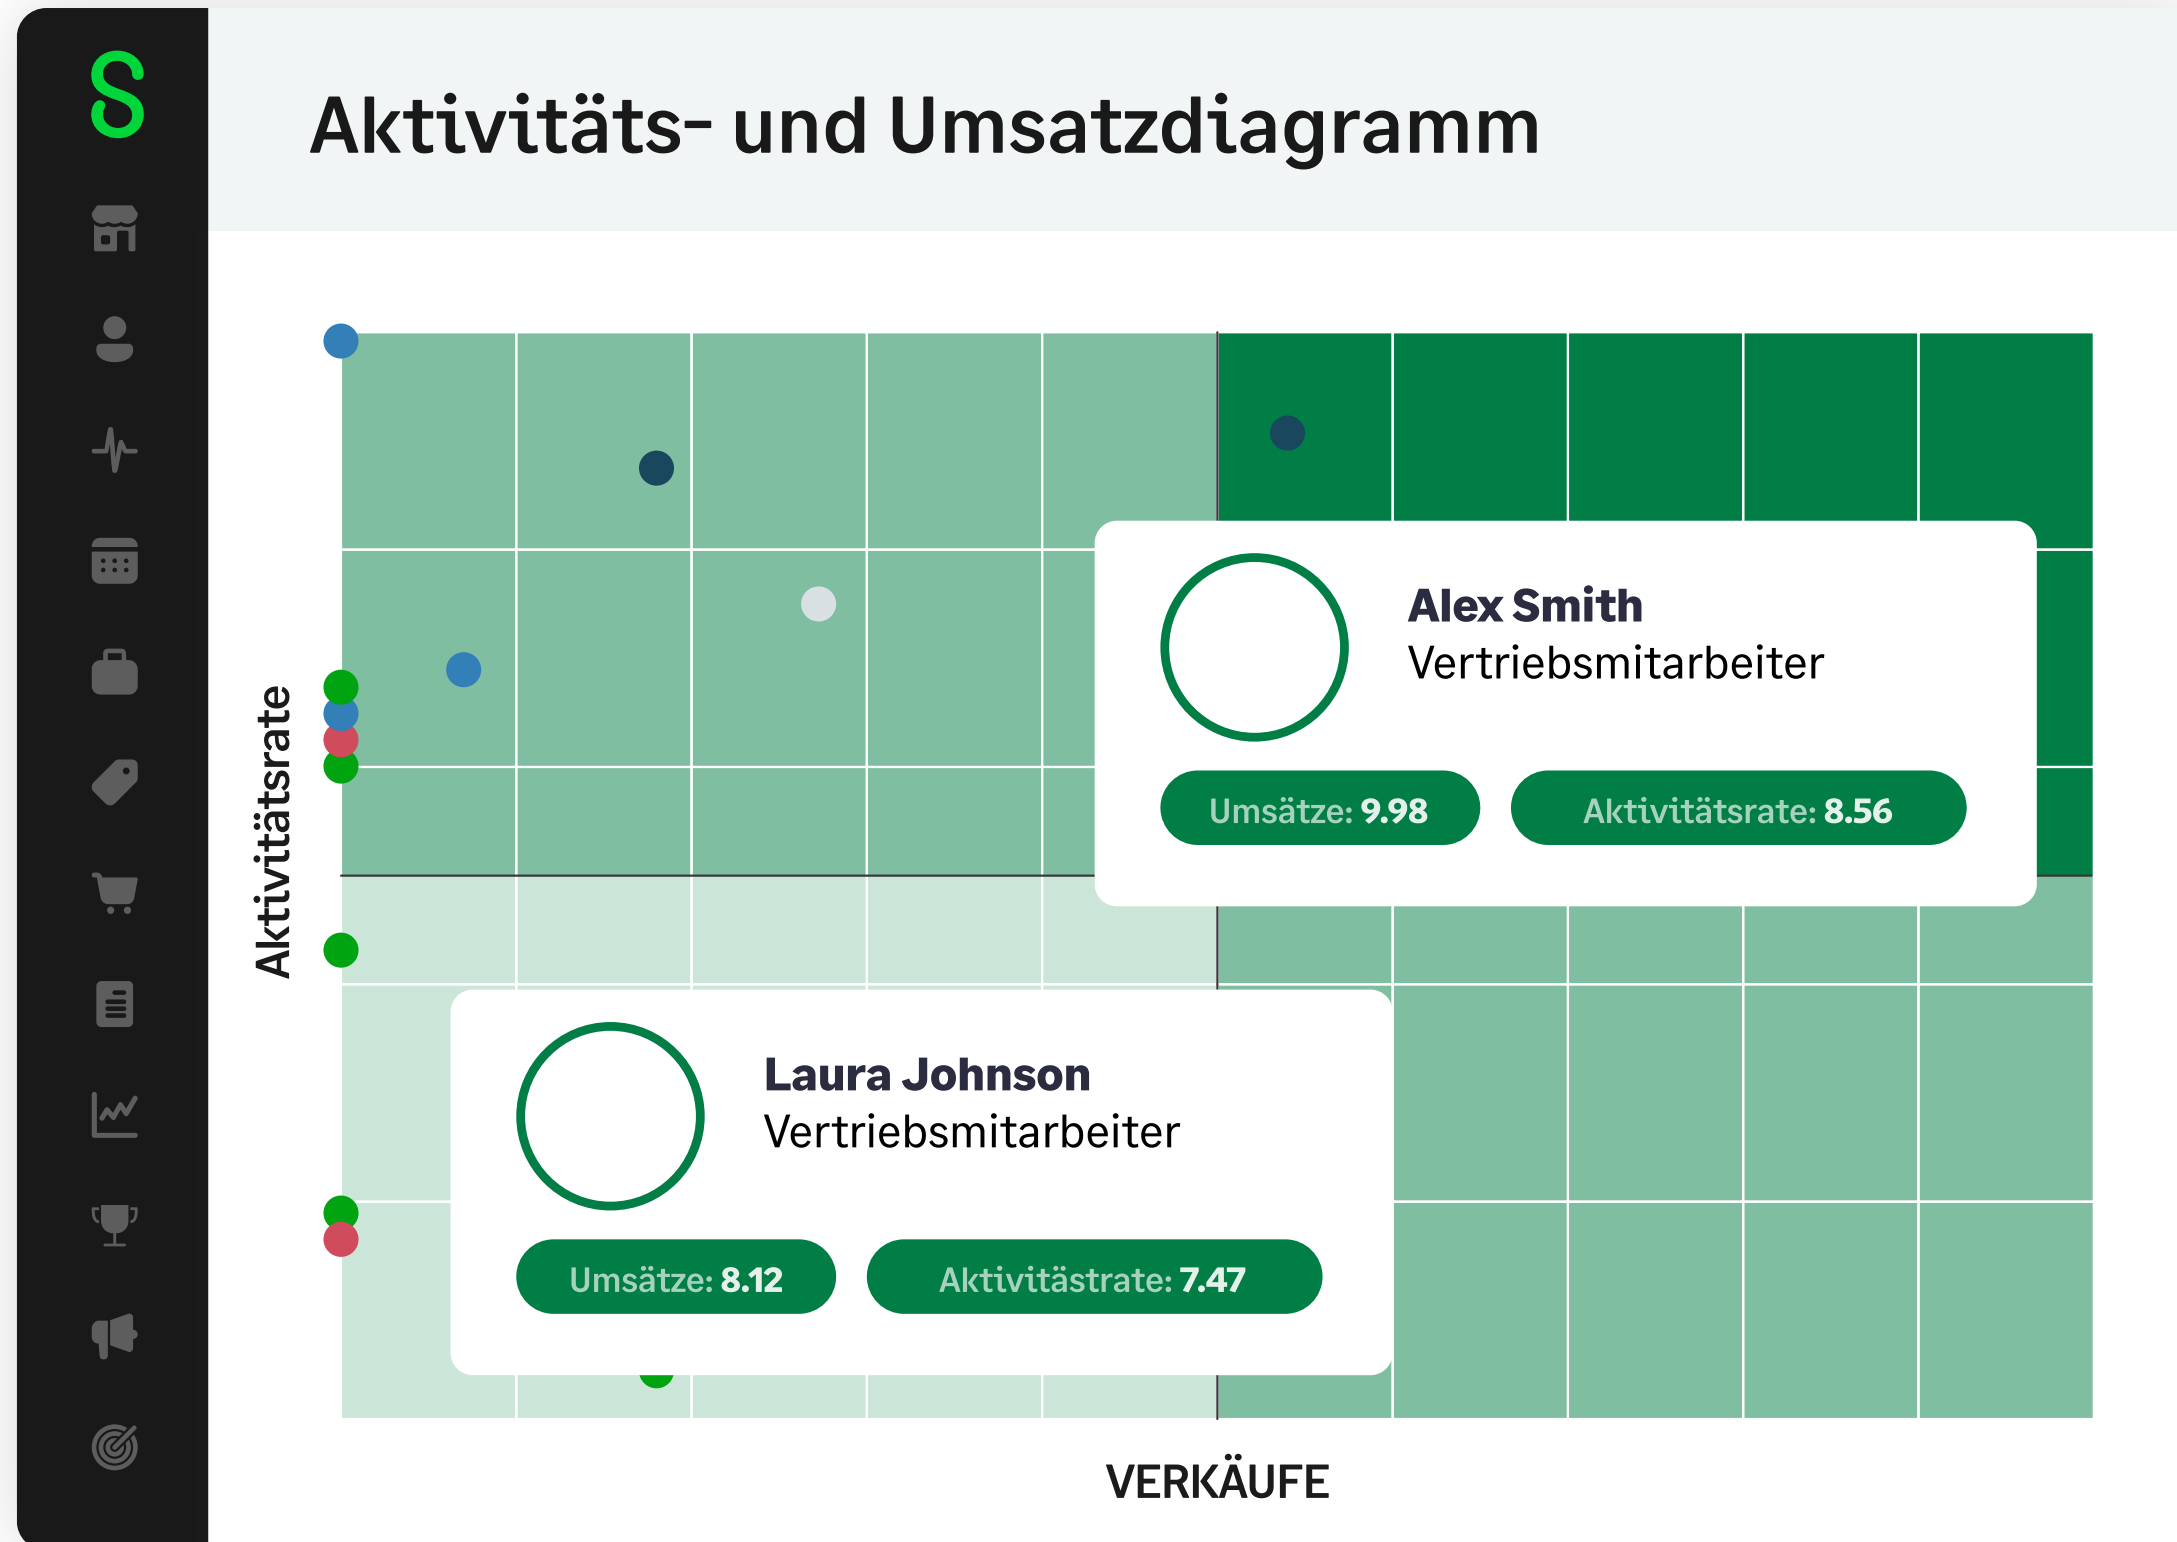 Aktivitäts- und Umsatzdiagramm
Aktivitätsrate
Alex Smith
Vertriebsmitarbeiter
Umsätze: 9.98
Aktivitätsrate: 8.56
Laura Johnson
Vertriebsmitarbeiter
Umsätze: 8.12
Aktivitästrate: 7.47
VERKÄUFE